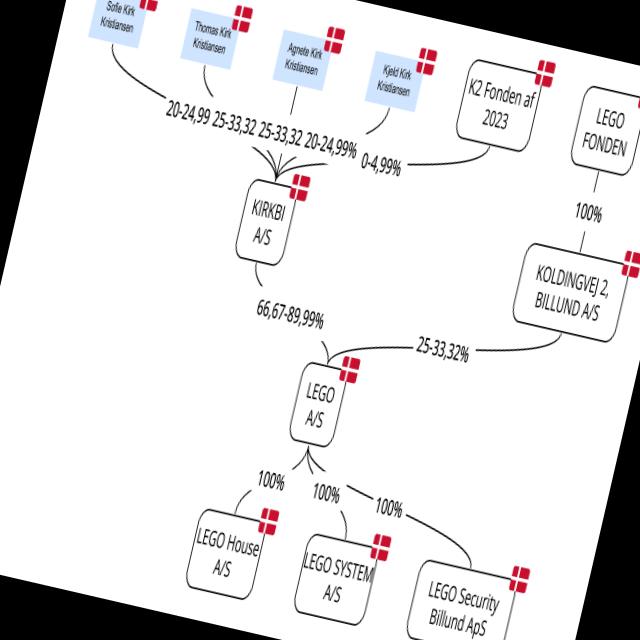 Sofie Kirk
Kristiansen
Thomas Kirk
Kristiansen
Agnete Kirk
Kristiansen
Kjeld Kirk
Kristiansen
K2 Fonden af
2023
LEGO
FONDEN
20-24,99
25-33,32
25-33,32
20-24,99%
0-4,99%
100%
KIRKBI
A/S
KOLDINGVEJ 2,
BILLUND A/S
66,67-89,99%
25-33,32%
LEGO
A/S
100%
100%
100%
LEGO House
A/S
LEGO SYSTEM
A/S
LEGO Security
Billund ApS